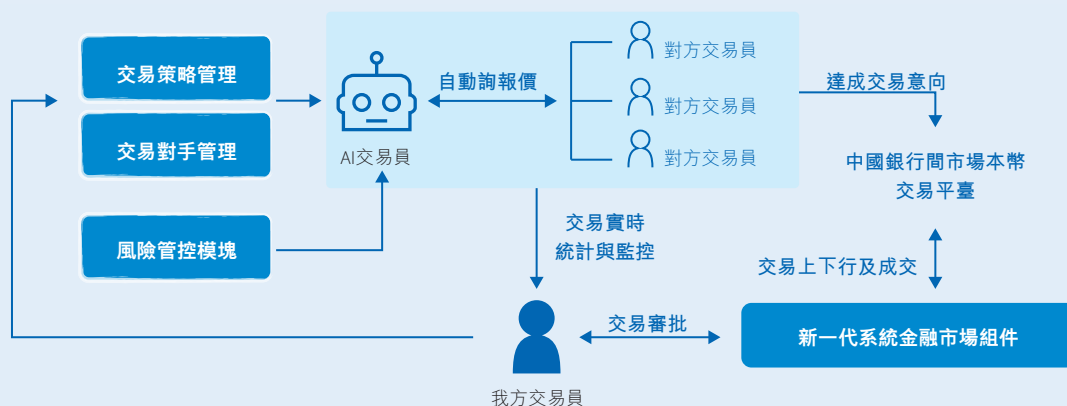 交易策略管理
交易對手管理
風險管控模塊
AI交易員
自動詢報價
對方交易員
對方交易員
對方交易員
達成交易意向
中國銀行間市場本幣
交易平臺
交易實時
統計與監控
交易上下行及成交
交易審批
新一代系統金融市場組件
我方交易員